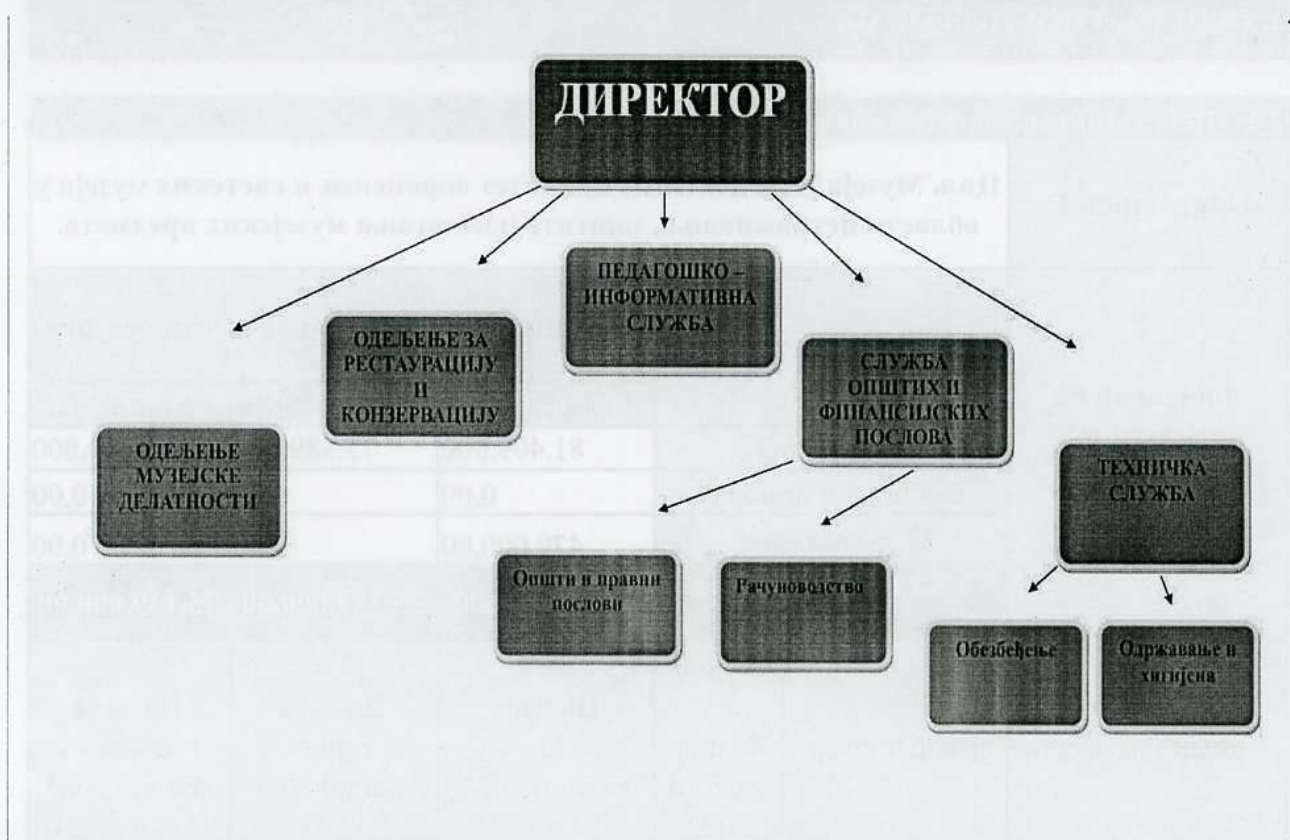 ДИРЕКТОР
ПЕДАГОШКО –
ИНФОРМАТИВНА
СЛУЖБА
ОДЕЉЕЊЕ ЗА
РЕСТАУРАЦИЈУ
И
КОНЗЕРВАЦИЈУ
СЛУЖБА
ОПШТИХ И
ФИНАНСИЈСКИХ
ПОСЛОВА
ОДЕЉЕЊЕ
МУЗЕЈСКЕ
ДЕЛАТНОСТИ
ТЕХНИЧКА
СЛУЖБА
Општи и правни
послови
Рачуноводство
Обезбеђење
Одржавање и
хигијена